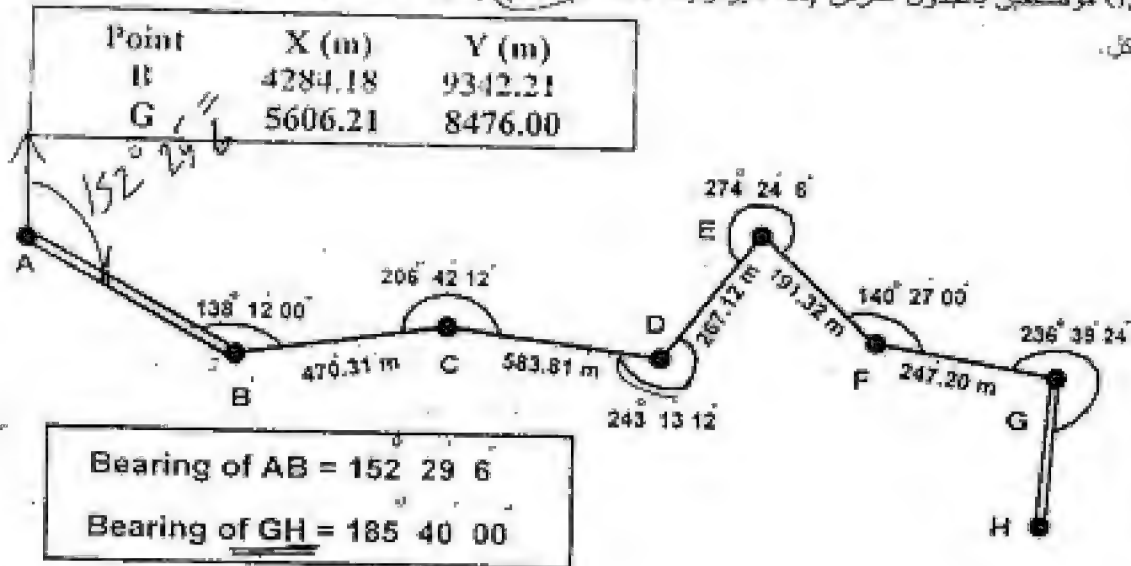 Point X (m) Y (m)
B 4284.18 9342.21
G 5606.21 8476.00
152° 29' 6"
A
138° 12' 00"
B
470.31 m
206° 42' 12"
C
583.81 m
D
243° 13' 12"
267.12 m
E
274° 24' 6"
191.32 m
140° 27' 00"
F
247.20 m
236° 39' 24"
G
H
Bearing of AB = 152° 29' 6"
Bearing of GH = 185° 40' 00"